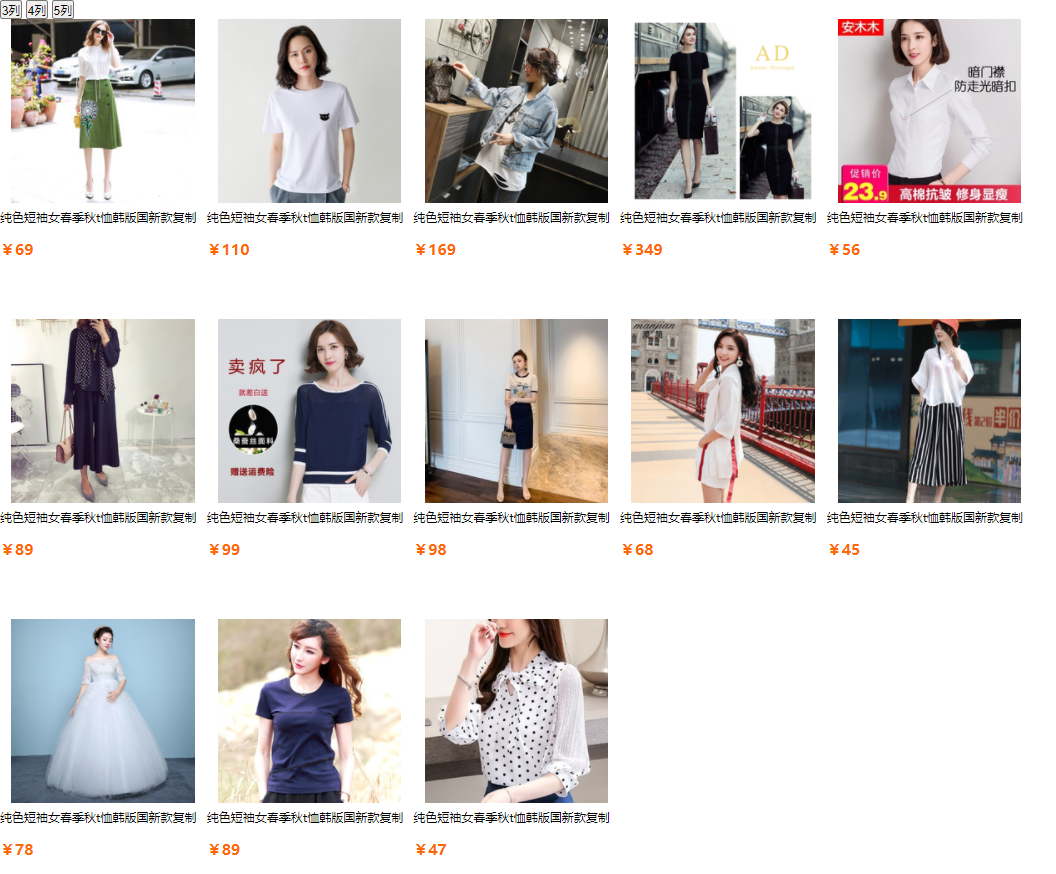 3列 4列 5列
AD
安木木
暗门襟
防走光暗扣
促销价
23.9
高棉抗皱 修身显瘦
纯色短袖女春季秋t恤韩版国新款复制 纯色短袖女春季秋t恤韩版国新款复制 纯色短袖女春季秋t恤韩版国新款复制 纯色短袖女春季秋t恤韩版国新款复制 纯色短袖女春季秋t恤韩版国新款复制
￥69 ￥110 ￥169 ￥349 ￥56
卖疯了
就差白送
桑蚕丝面料
赠送运费险
manjian
第2份半价
纯色短袖女春季秋t恤韩版国新款复制 纯色短袖女春季秋t恤韩版国新款复制 纯色短袖女春季秋t恤韩版国新款复制 纯色短袖女春季秋t恤韩版国新款复制 纯色短袖女春季秋t恤韩版国新款复制
￥89 ￥99 ￥98 ￥68 ￥45
纯色短袖女春季秋t恤韩版国新款复制 纯色短袖女春季秋t恤韩版国新款复制 纯色短袖女春季秋t恤韩版国新款复制
￥78 ￥89 ￥47